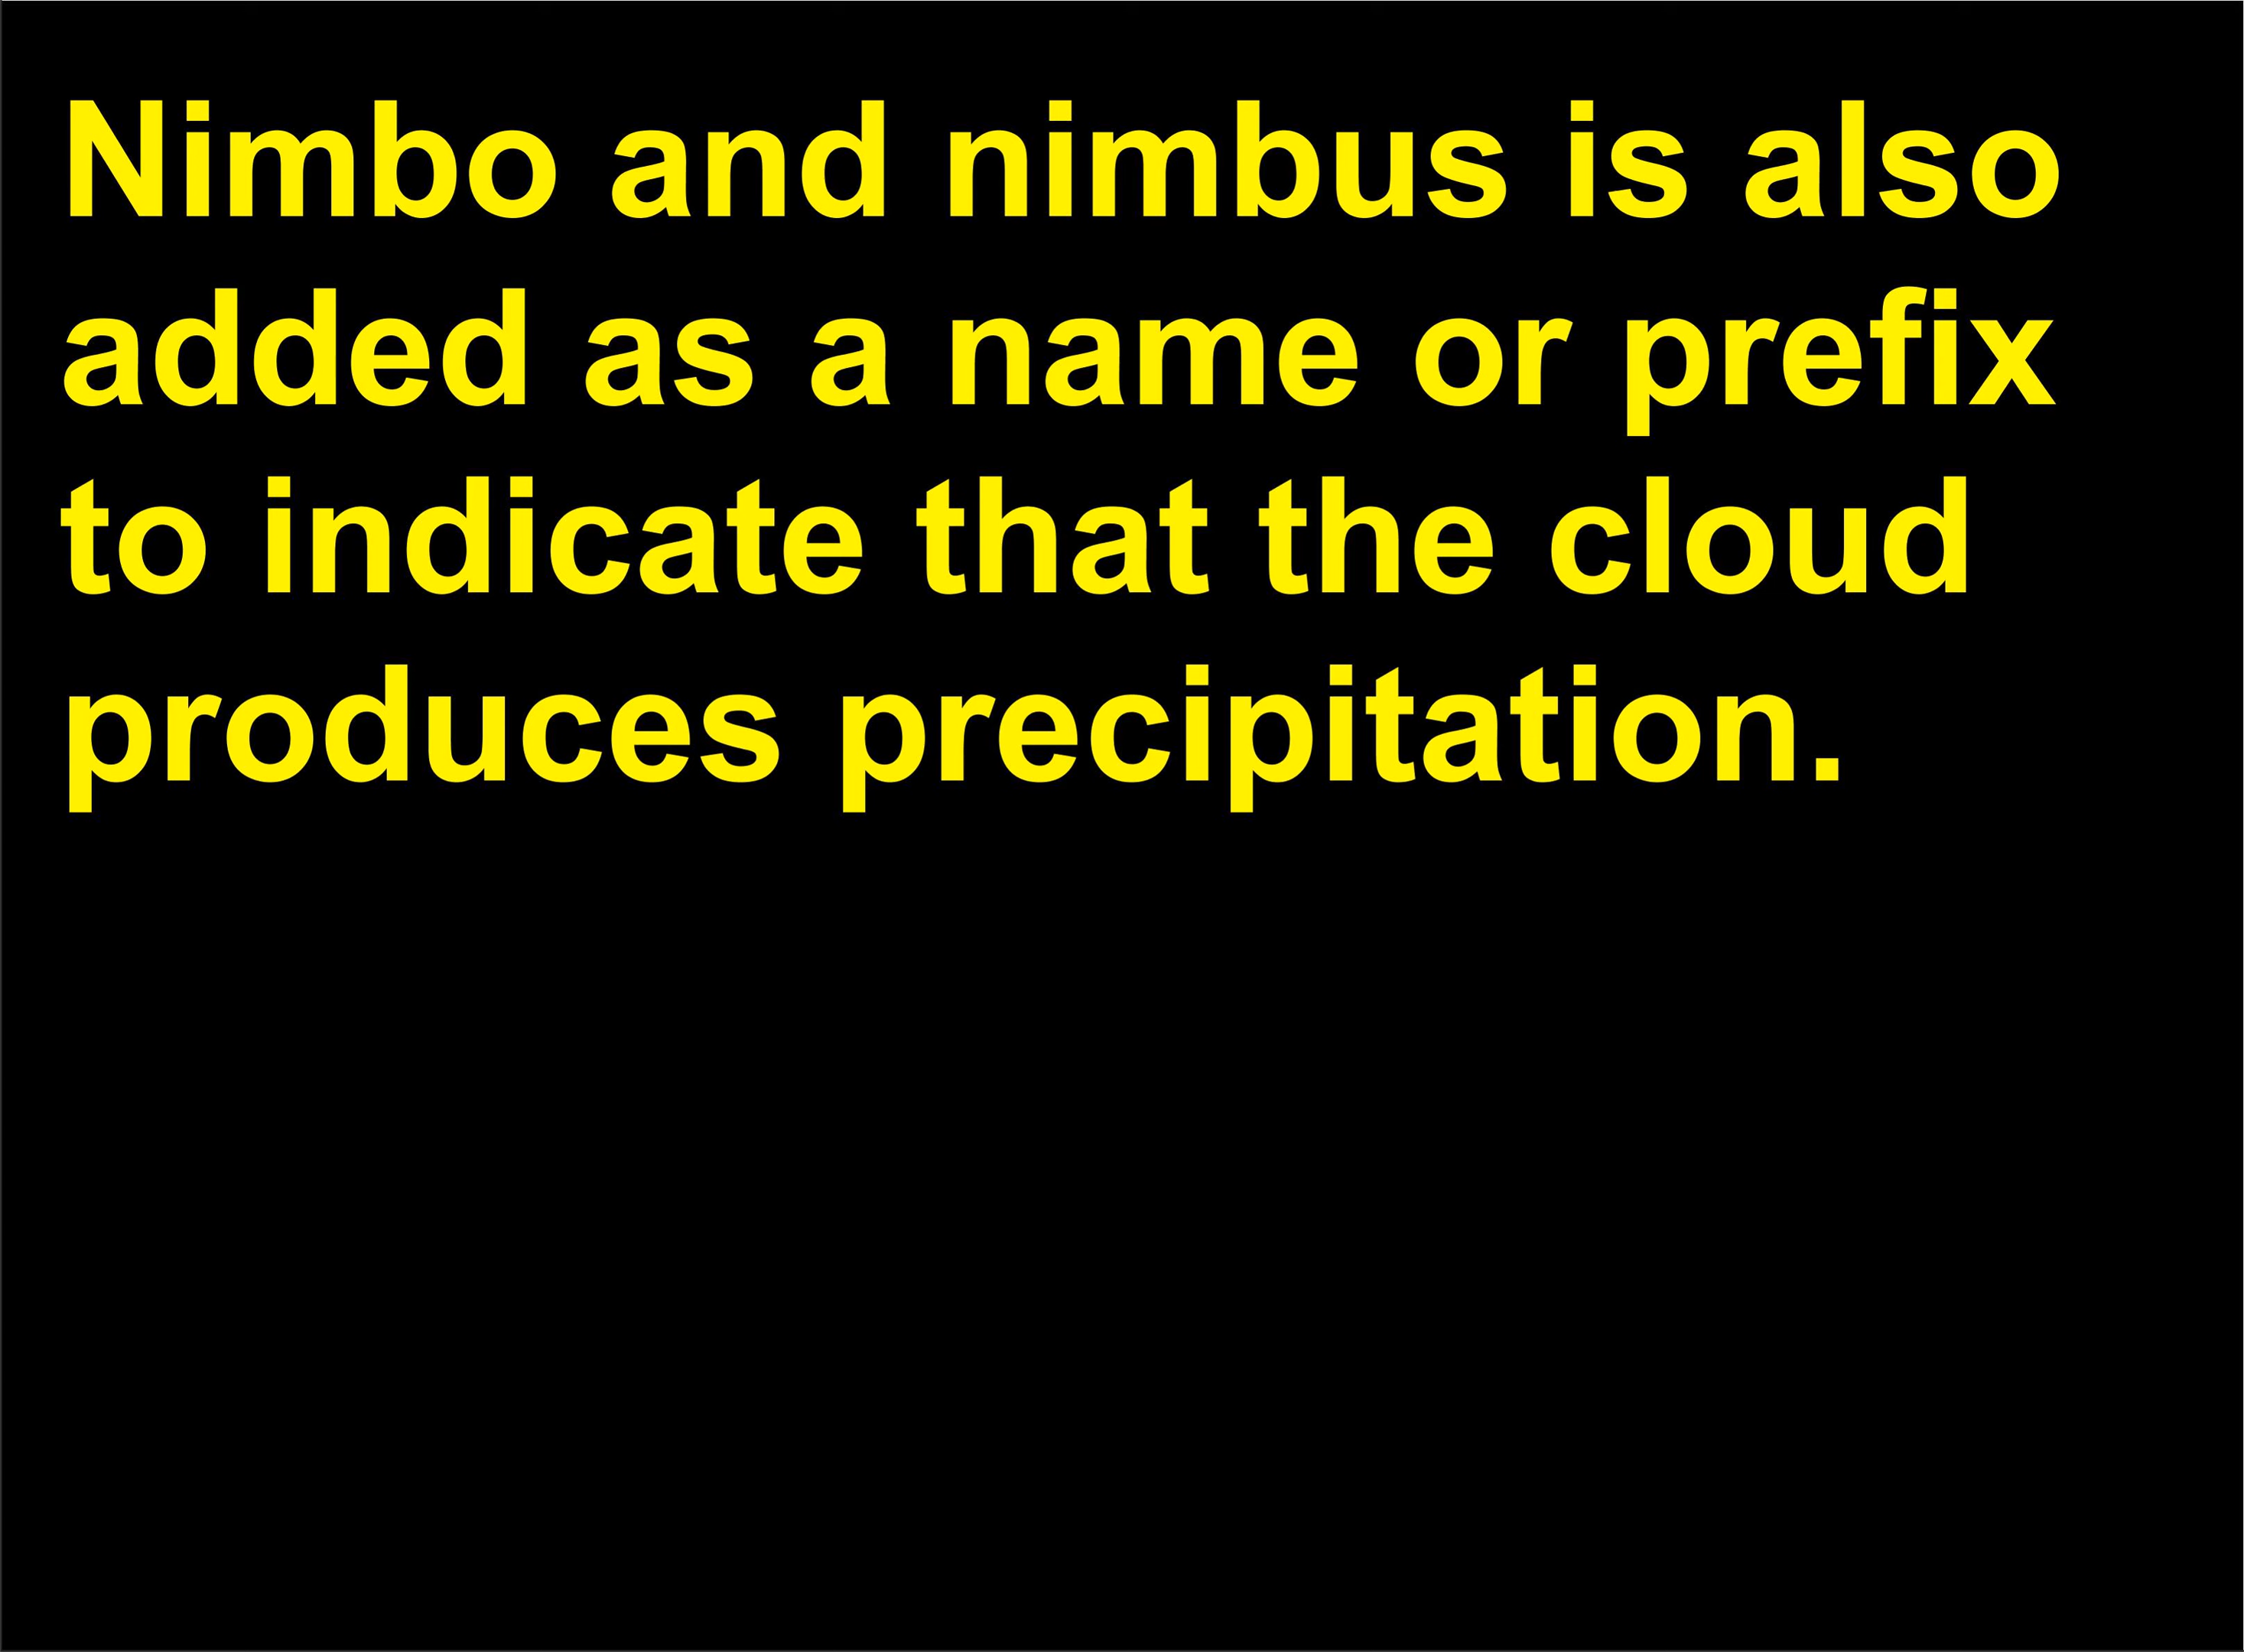 Nimbo and nimbus is also
added as a name or prefix
to indicate that the cloud
produces precipitation.